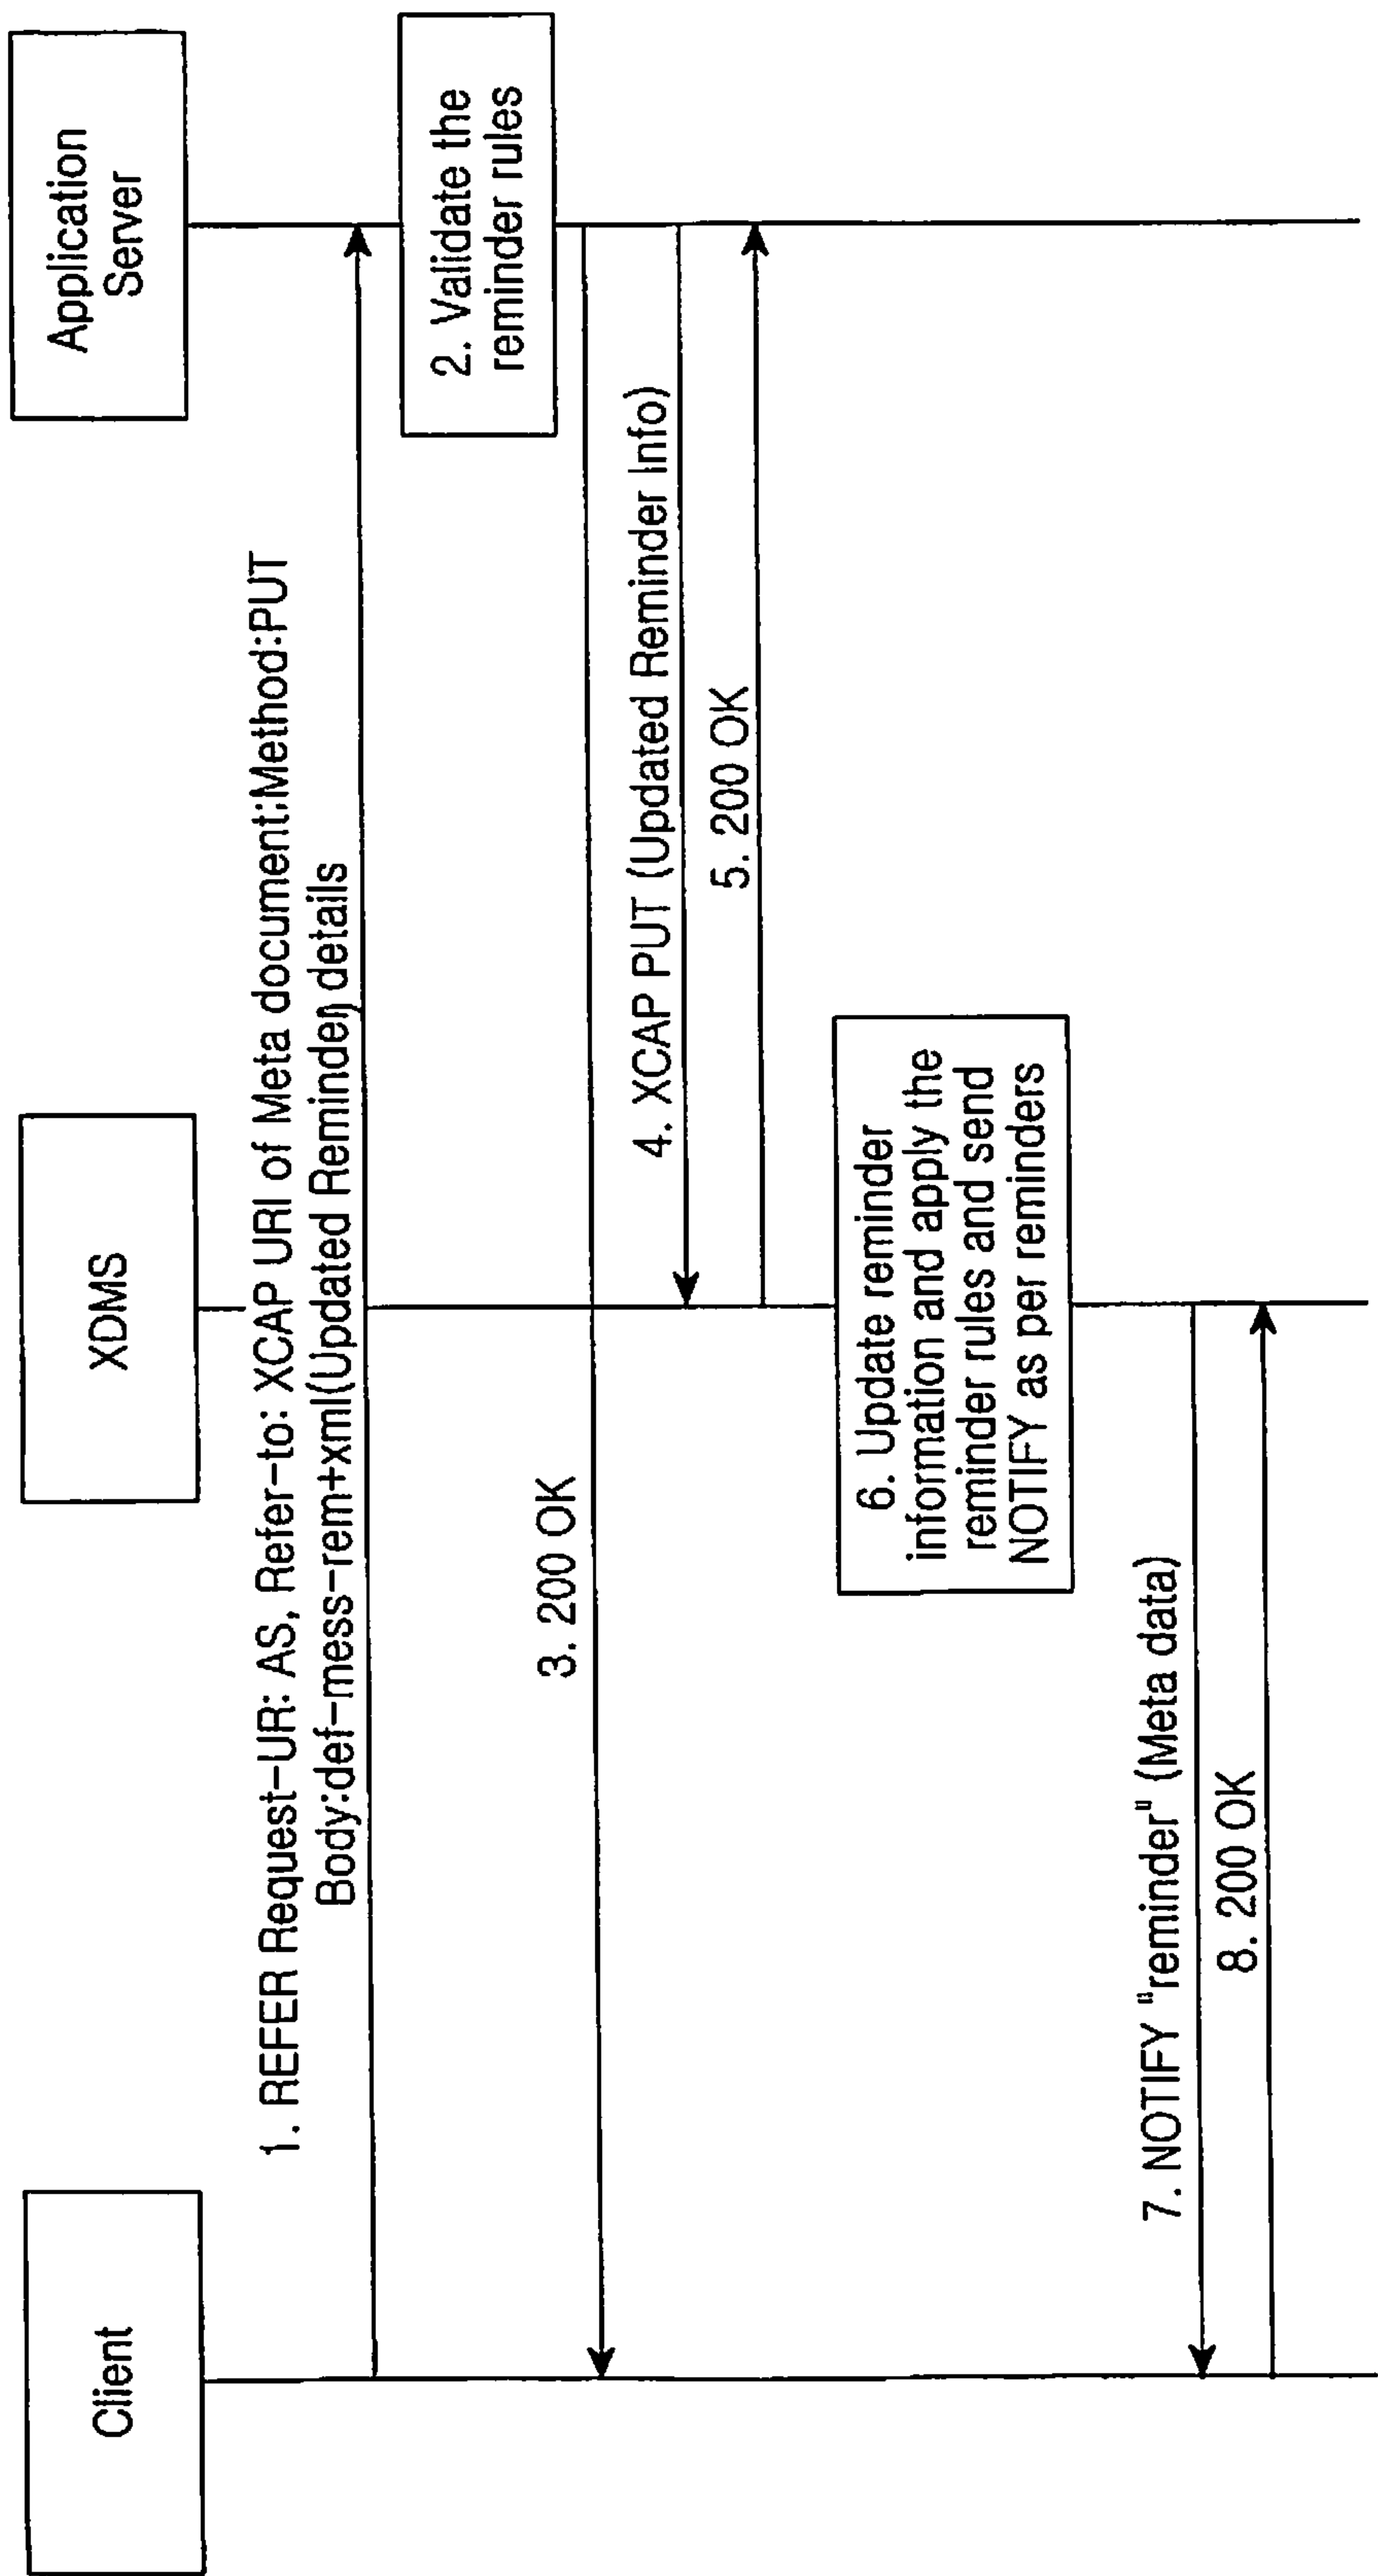 Client
XDMS
Application
Server
1. REFER Request-UR: AS, Refer-to: XCAP URI of Meta document:Method:PUT
Body:def-mess-rem+xml(Updated Reminder) details
2. Validate the
reminder rules
3. 200 OK
4. XCAP PUT (Updated Reminder Info)
5. 200 OK
6. Update reminder
information and apply the
reminder rules and send
NOTIFY as per reminders
7. NOTIFY "reminder" (Meta data)
8. 200 OK